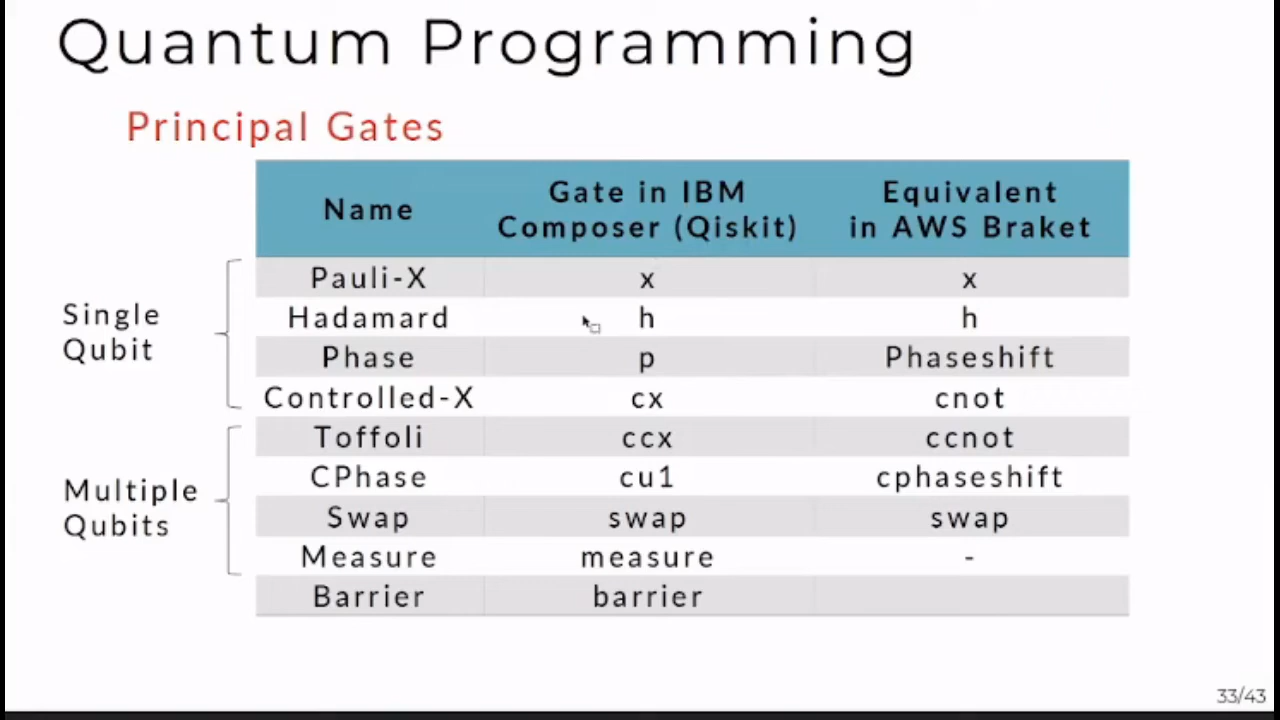 Quantum Programming
Principal Gates
Name
Gate in IBM
Composer (Qiskit)
Equivalent
in AWS Braket
Single
Qubit
Pauli-X x x
Hadamard h h
Phase p Phaseshift
Controlled-X cx cnot
Multiple
Qubits
Toffoli ccx ccnot
CPhase cu1 cphaseshift
Swap swap swap
Measure measure -
Barrier barrier
33/43